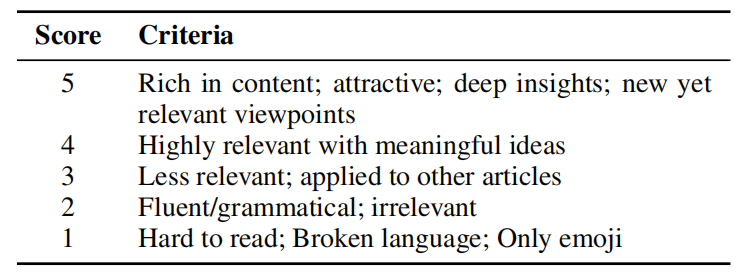 Score Criteria
5 Rich in content; attractive; deep insights; new yet
relevant viewpoints
4 Highly relevant with meaningful ideas
3 Less relevant; applied to other articles
2 Fluent/grammatical; irrelevant
1 Hard to read; Broken language; Only emoji